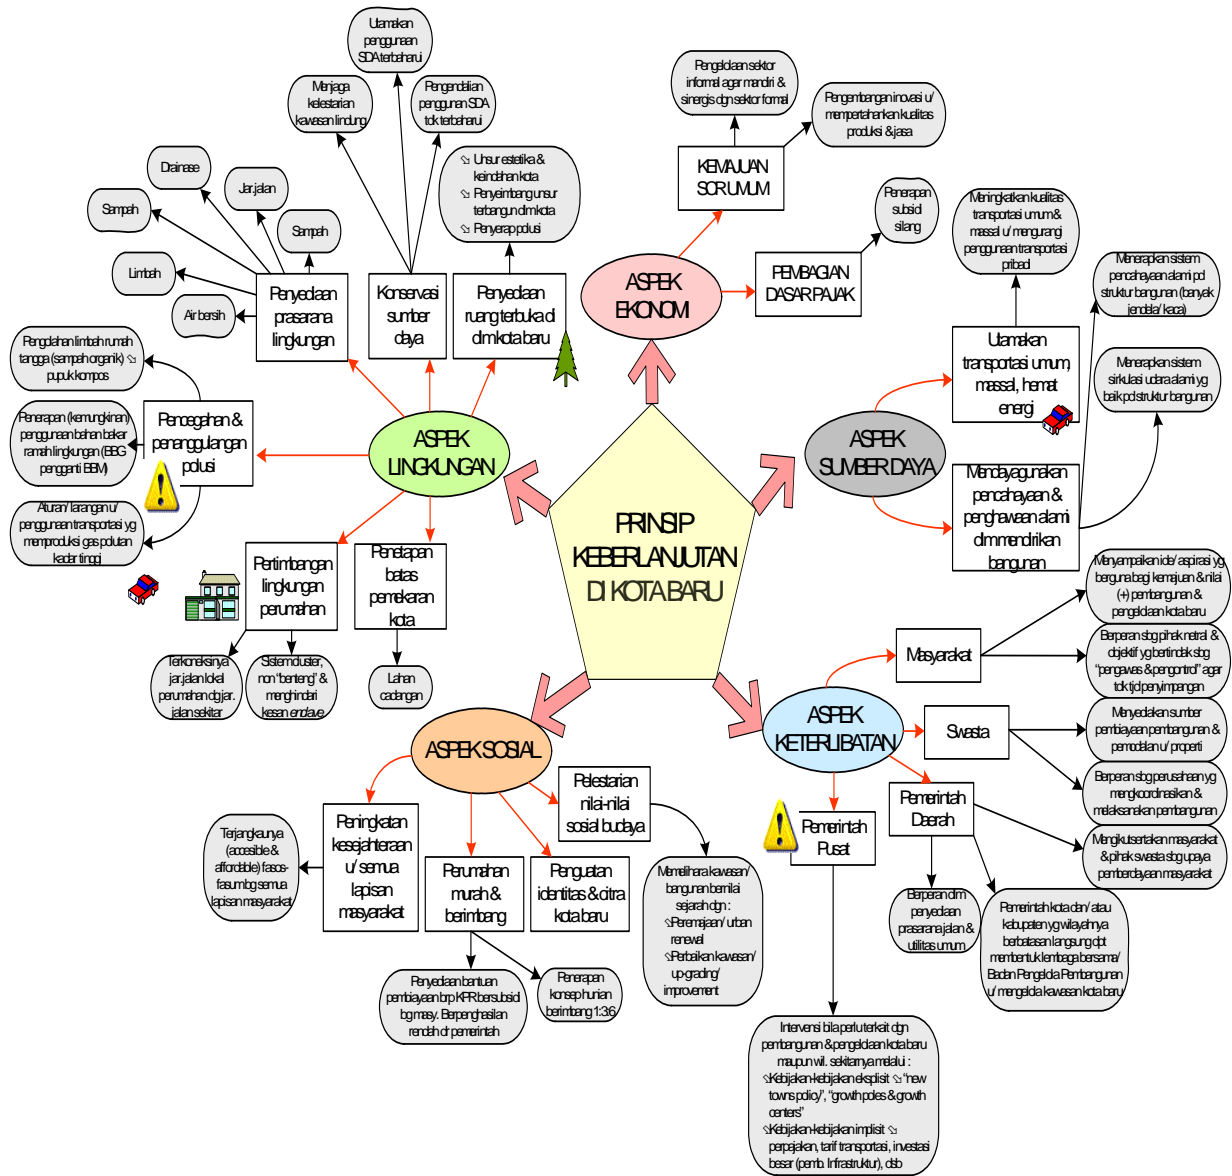 Utamakan
penggunaan
SDA terbaharui
Menjaga
kelestarian
kawasan lindung
Pengendalian
penggunan SDA
tdk terbaharui
Drainase
Jar.jalan
Sampah
Sampah
Limbah
Air bersih
Unsur estetika &
keindahan kota
Penyeimbang unsur
terbangun dlm kota
Penyerap polusi
Penyediaan
prasarana
lingkungan
Konservasi
sumber
daya
Penyediaan
ruang terbuka di
dlm kota baru
Pengolahan limbah rumah
tangga (sampah organik)
pupuk kompos
Penerapan (kemungkinan)
penggunaan bahan bakar
ramah lingkungan (BBG
pengganti BBM)
Aturan/ larangan u/
penggunaan transportasi yg
memproduksi gas polutan
kadar tinggi
Pencegahan &
penanggulangan
polusi
ASPEK
LINGKUNGAN
Pertimbangan
lingkungan
perumahan
Penetapan
batas
pemekaran
kota
Terkoneksinya
jar.jalan lokal
perumahan dg jar.
jalan sekitar
Sistem cluster,
non "benteng" &
menghindari
kesan enclave
Lahan
cadangan
Pengelolaan sektor
informal agar mandiri &
sinergis dgn sektor formal
Pengembangan inovasi u/
mempertahankan kualitas
produksi & jasa
KEMAJUAN
SCR UMUM
Penerapan
subsidi
silang
ASPEK
EKONOMI
PEMBAGIAN
DASAR PAJAK
Meningkatkan kualitas
transportasi umum &
massal u/ mengurangi
penggunaan transportasi
pribadi
Menerapkan sistem
pencahayaan alami pd
struktur bangunan (banyak
jendela/ kaca)
Utamakan
transportasi umum,
massal, hemat
energi
Menerapkan sistem
sirkulasi udara alami yg
baik pd struktur bangunan
ASPEK
SUMBER DAYA
Mendayagunakan
pencahayaan &
penghawaan alami
dlm mendirikan
bangunan
PRINSIP
KEBERLANJUTAN
DI KOTA BARU
Menyampaikan ide/ aspirasi yg
berguna bagi kemajuan & nilai
(+) pembangunan &
pengelolaan kota baru
Masyarakat
Berperan sbg pihak netral &
objektif yg bertindak sbg
"pengawas & pengontrol" agar
tdk tjd penyimpangan
ASPEK
KETERLIBATAN
Swasta
Menyediakan sumber
pembiayaan pembangunan &
pemodalan u/ properti
Berperan sbg perusahaan yg
mengkoordinasikan &
melaksanakan pembangunan
Pemerintah
Daerah
Pemerintah
Pusat
Mengikutsertakan masyarakat
& pihak swasta sbg upaya
pemberdayaan masyarakat
Berperan dlm
penyediaan
prasarana jalan &
utilitas umum
Pemerintah kota dan/ atau
kabupaten yg wilayahnya
berbatasan langsung dpt
membentuk lembaga bersama/
Badan Pengelola Pembangunan
u/ mengelola kawasan kota baru
Intervensi bila perlu terkait dgn
pembangunan & pengelolaan kota baru
maupun wil. sekitarnya melalui :
Kebijakan-kebijakan eksplisit "new
towns policy", "growth poles & growth
centers"
Kebijakan-kebijakan implisit
perpajakan, tarif transportasi, investasi
besar (pemb. Infrastruktur), dsb
ASPEK SOSIAL
Pelestarian
nilai-nilai
sosial budaya
Peningkatan
kesejahteraan
u/ semua
lapisan
masyarakat
Perumahan
murah &
berimbang
Penguatan
identitas & citra
kota baru
Terjangkaunya
(accesible &
affordable) fasos-
fasum bg semua
lapisan masyarakat
Memelihara kawasan/
bangunan bernilai
sejarah dgn :
Peremajaan/ urban
renewal
Perbaikan kawasan/
up-grading/
improvement
Penyediaan bantuan
pembiayaan brp KPR bersubsidi
bg masy. Berpenghasilan
rendah dr pemerintah
Penerapan
konsep hunian
berimbang 1:3:6